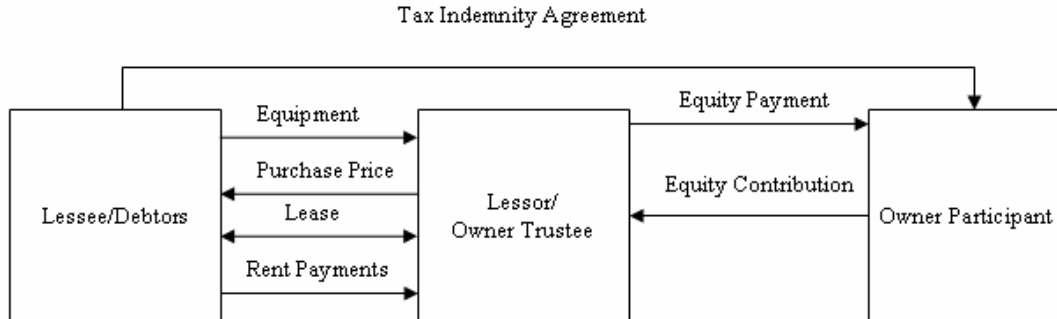 Tax Indemnity Agreement
Equipment
Purchase Price
Lease
Rent Payments
Equity Payment
Equity Contribution
Lessee/Debtors
Lessor/
Owner Trustee
Owner Participant